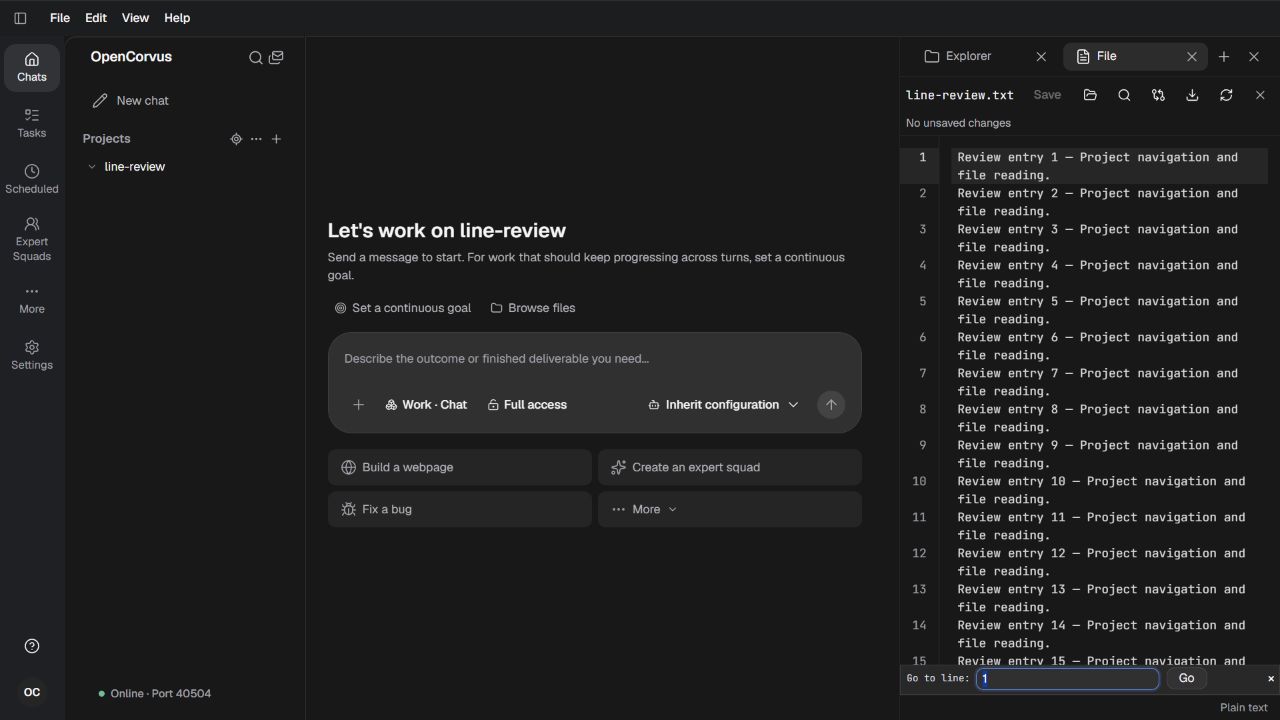 File Edit View Help
Chats
Tasks
Scheduled
Expert
Squads
More
Settings
OC
OpenCorvus
New chat
Projects
line-review
Online · Port 40504
Let's work on line-review
Send a message to start. For work that should keep progressing across turns, set a continuous
goal.
Set a continuous goal Browse files
Describe the outcome or finished deliverable you need...
Work · Chat Full access Inherit configuration
Build a webpage Create an expert squad
Fix a bug More
Explorer File
line-review.txt Save
No unsaved changes
1 Review entry 1 — Project navigation and
file reading.
2 Review entry 2 — Project navigation and
file reading.
3 Review entry 3 — Project navigation and
file reading.
4 Review entry 4 — Project navigation and
file reading.
5 Review entry 5 — Project navigation and
file reading.
6 Review entry 6 — Project navigation and
file reading.
7 Review entry 7 — Project navigation and
file reading.
8 Review entry 8 — Project navigation and
file reading.
9 Review entry 9 — Project navigation and
file reading.
10 Review entry 10 — Project navigation and
file reading.
11 Review entry 11 — Project navigation and
file reading.
12 Review entry 12 — Project navigation and
file reading.
13 Review entry 13 — Project navigation and
file reading.
14 Review entry 14 — Project navigation and
file reading.
15 Review entry 15 — Project navigation and
Go to line: 1 Go ×
Plain text